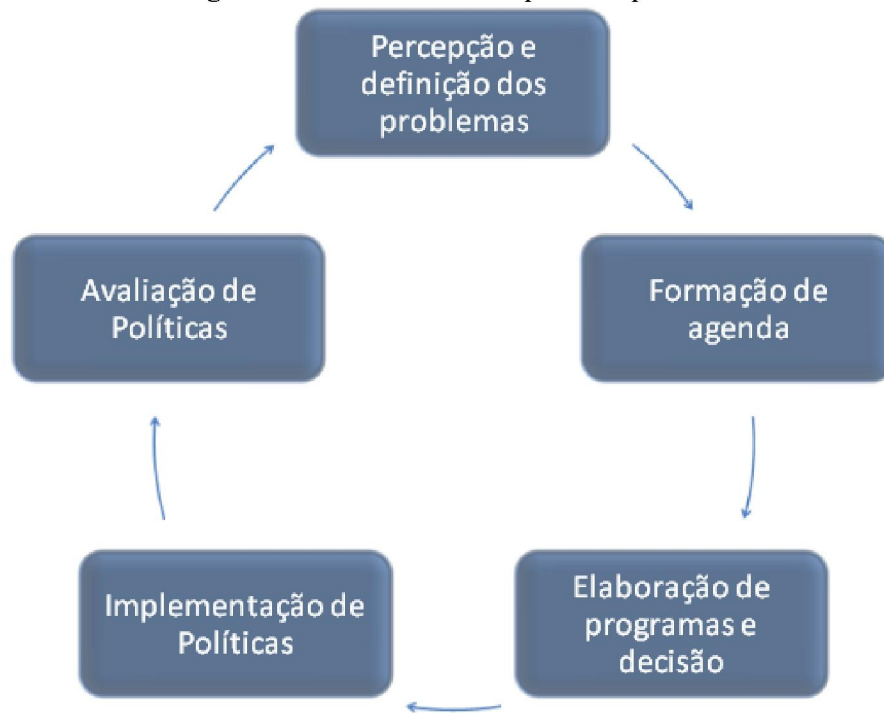 Percepção e
definição dos
problemas
Formação de
agenda
Elaboração de
programas e
decisão
Implementação de
Políticas
Avaliação de
Políticas